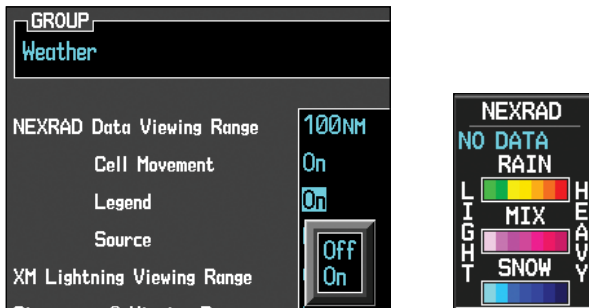 GROUP
Weather
NEXRAD Data Viewing Range 100NM
Cell Movement On
Legend On
Source
Off
On
XM Lightning Viewing Range
NEXRAD
NO DATA
RAIN
LIGHT
HEAVY
MIX
SNOW